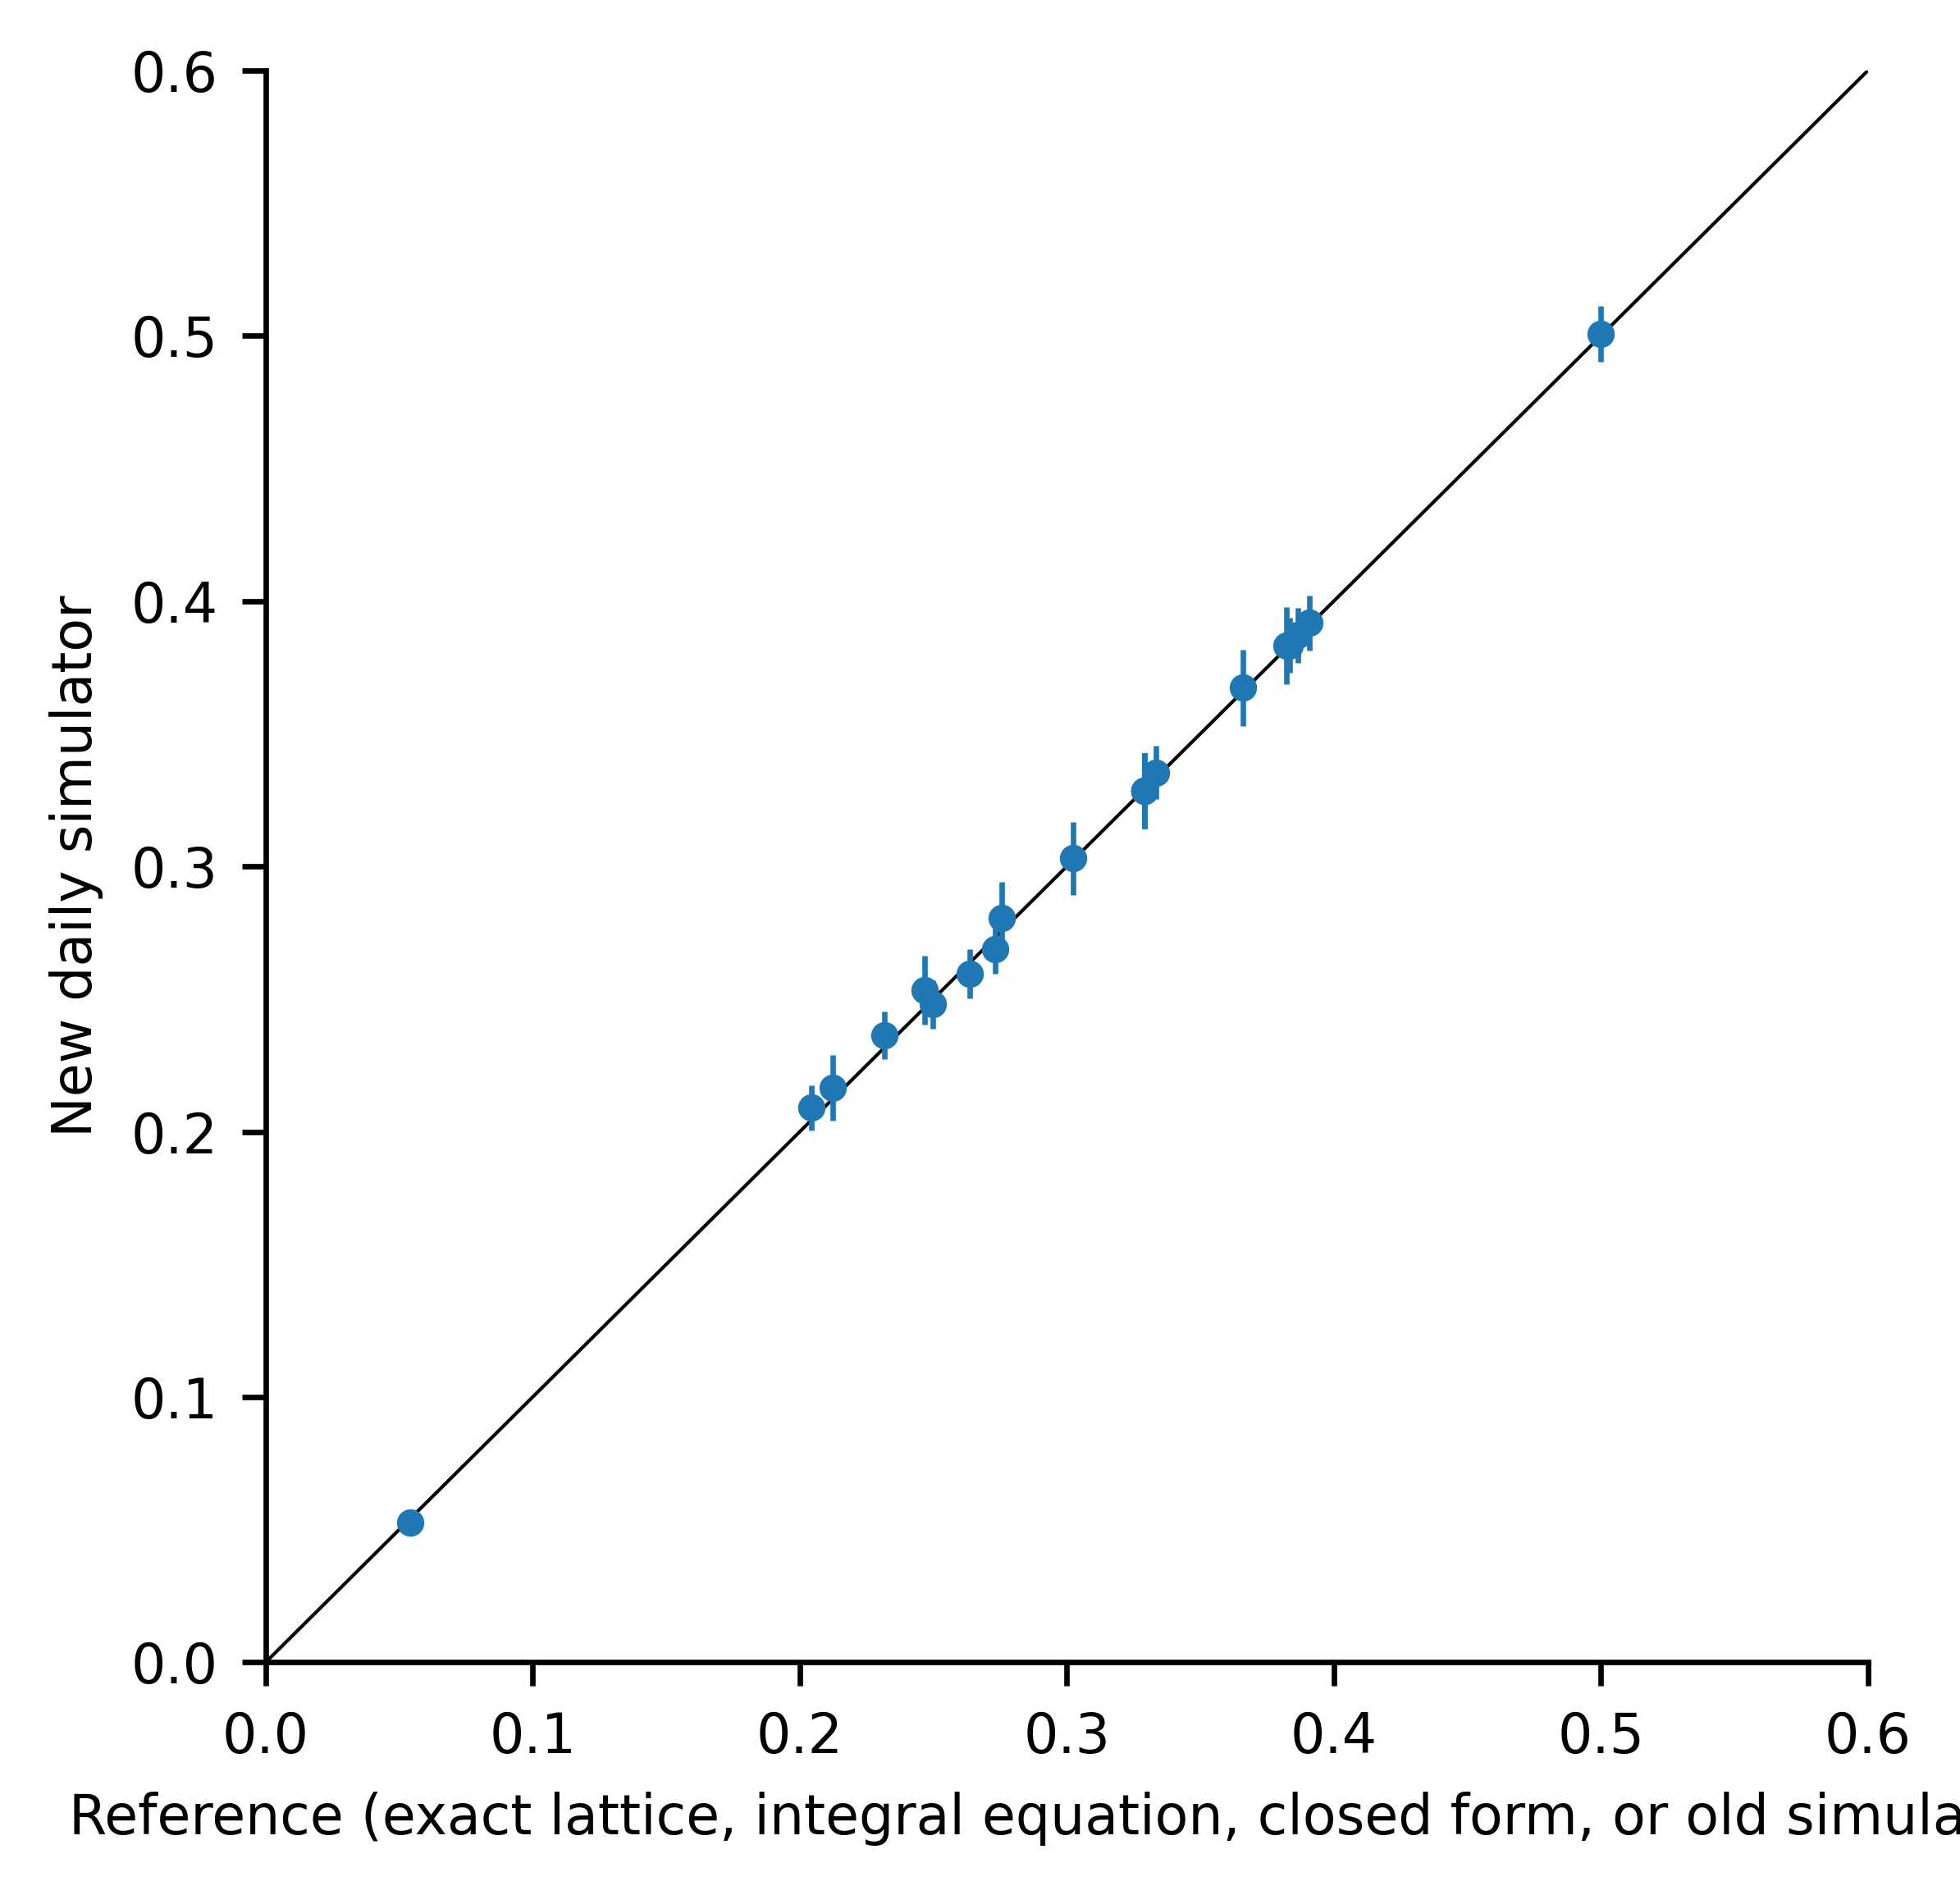 0.6
0.5
0.4
0.3
0.2
0.1
0.0
New daily simulator
0.0 0.1 0.2 0.3 0.4 0.5 0.6
Reference (exact lattice, integral equation, closed form, or old simula